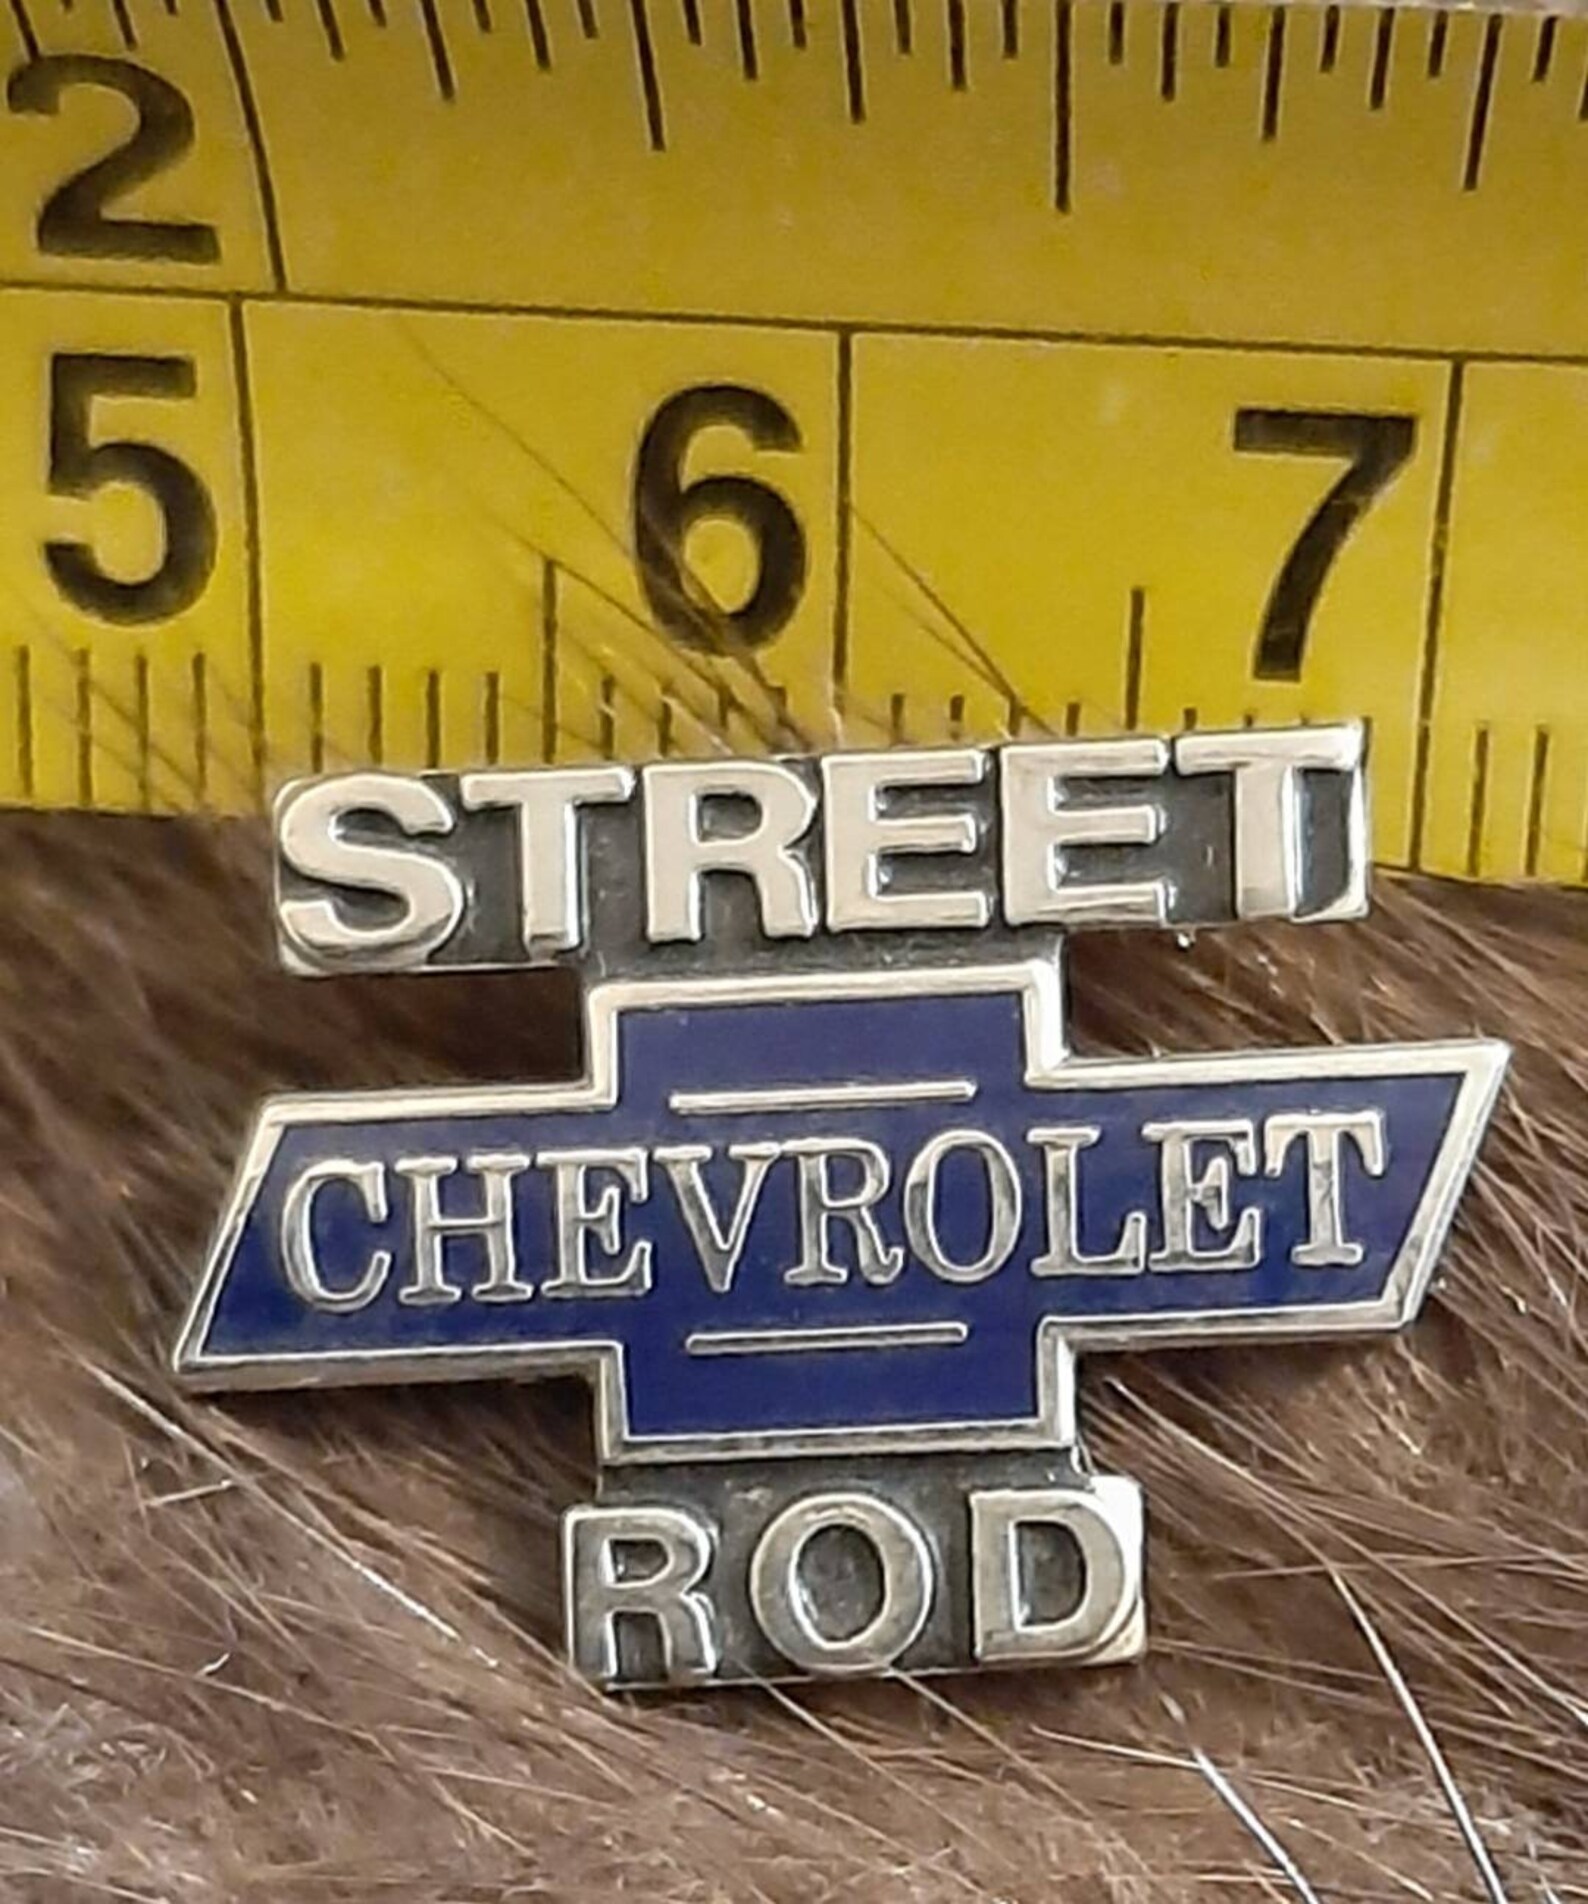 2
5 6 7
STREET
CHEVROLET
ROD